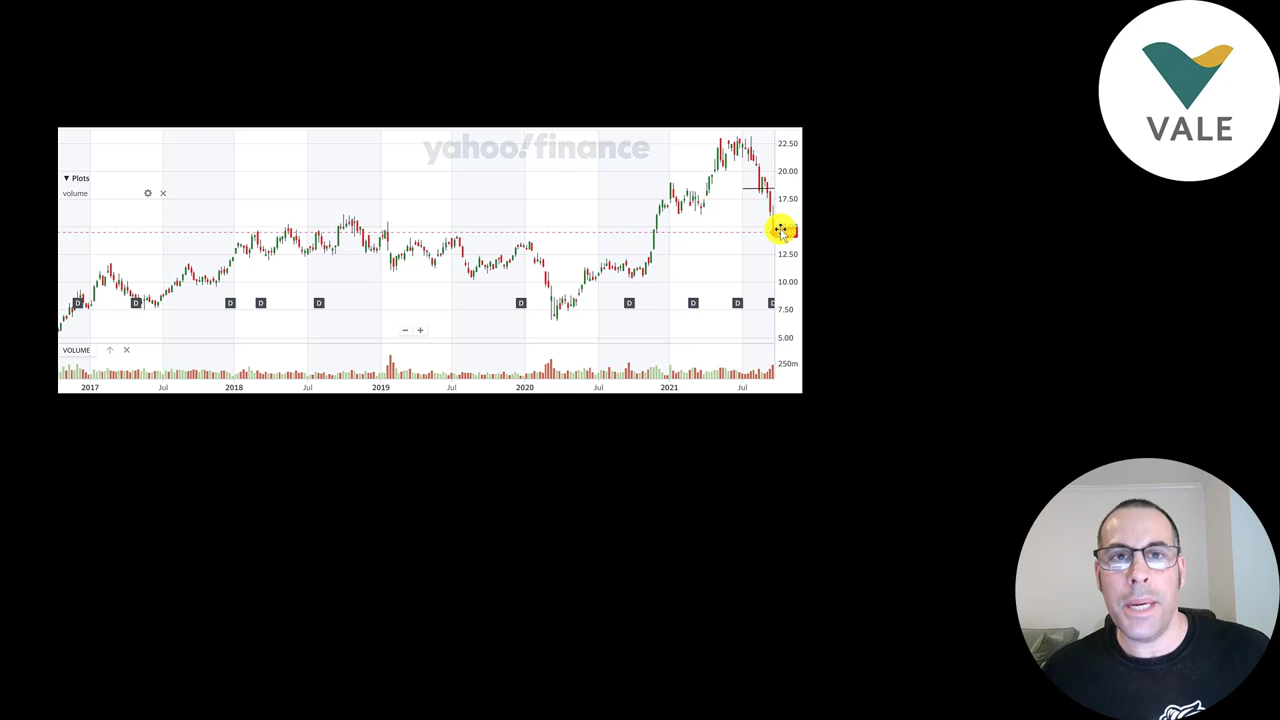 VALE
yahoo!finance
▼ Plots
volume
22.50
20.00
17.50
12.50
10.00
7.50
5.00
D D D D D D D D D D
VOLUME
250m
2017 Jul 2018 Jul 2019 Jul 2020 Jul 2021 Jul